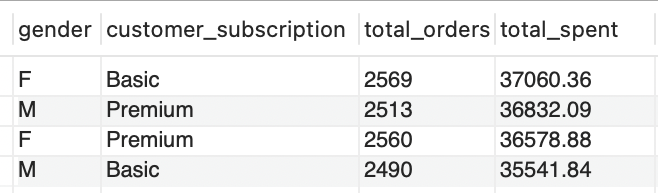 gender customer_subscription total_orders total_spent
F Basic 2569 37060.36
M Premium 2513 36832.09
F Premium 2560 36578.88
M Basic 2490 35541.84